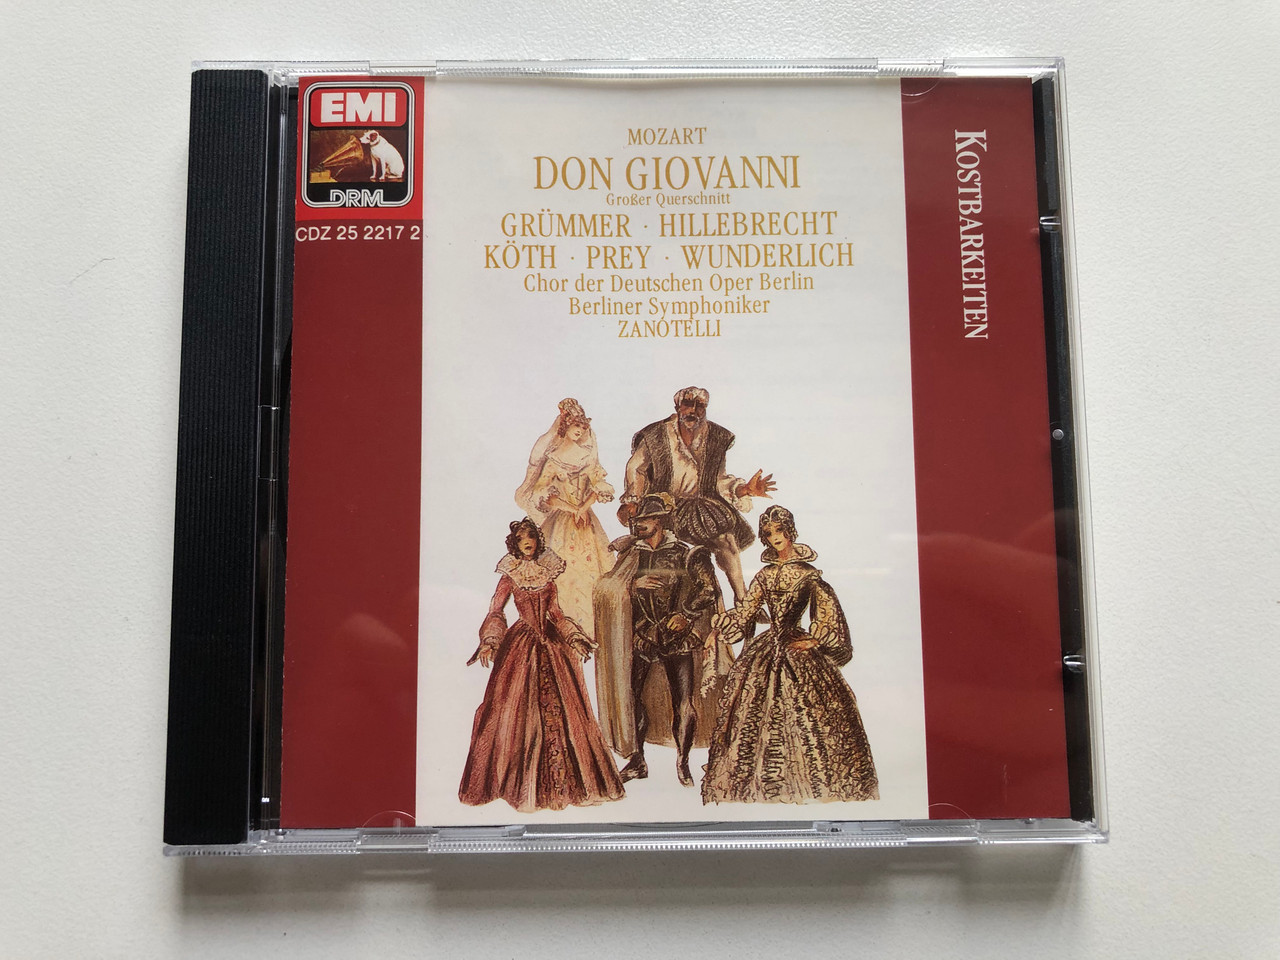 EMI
DRM
CDZ 25 2217 2
MOZART
DON GIOVANNI
Großer Querschnitt
GRÜMMER · HILLEBRECHT
KÖTH · PREY · WUNDERLICH
Chor der Deutschen Oper Berlin
Berliner Symphoniker
ZANOTELLI
KOSTBARKEITEN